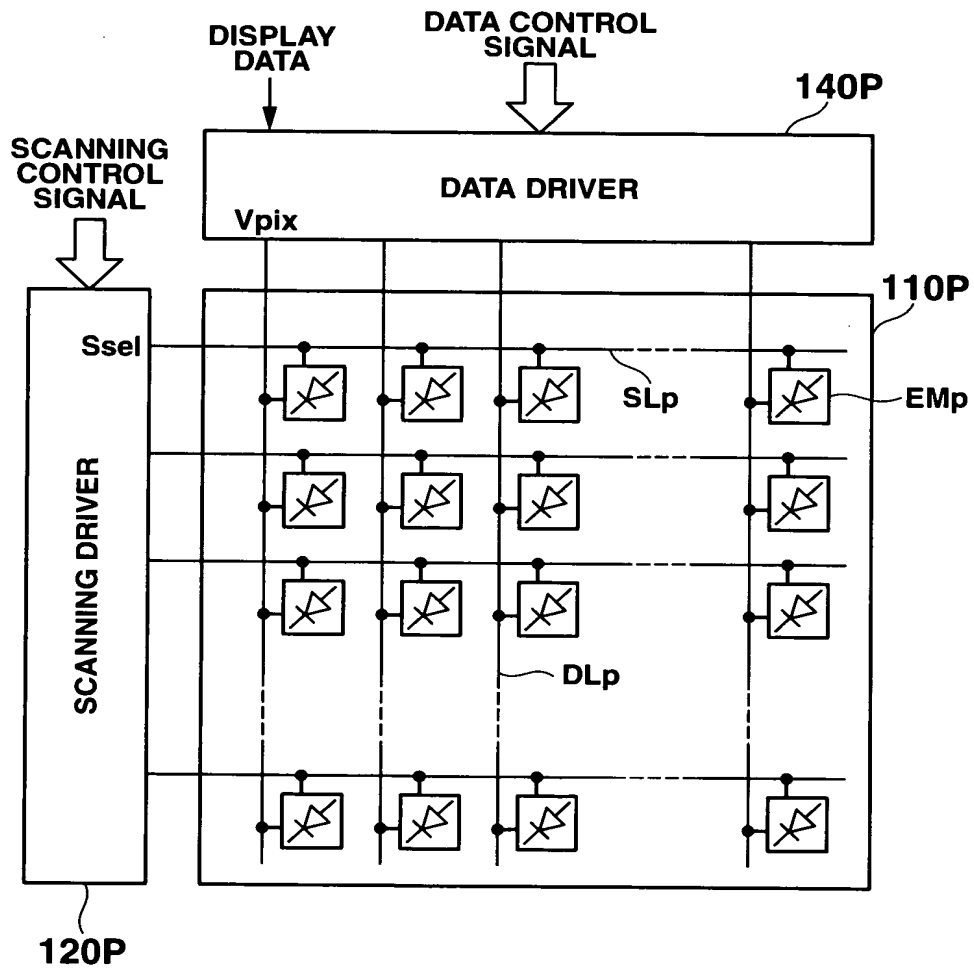 DISPLAY
DATA
DATA CONTROL
SIGNAL
140P
SCANNING
CONTROL
SIGNAL
DATA DRIVER
Vpix
110P
Ssel
SLp
EMp
SCANNING DRIVER
DLp
120P